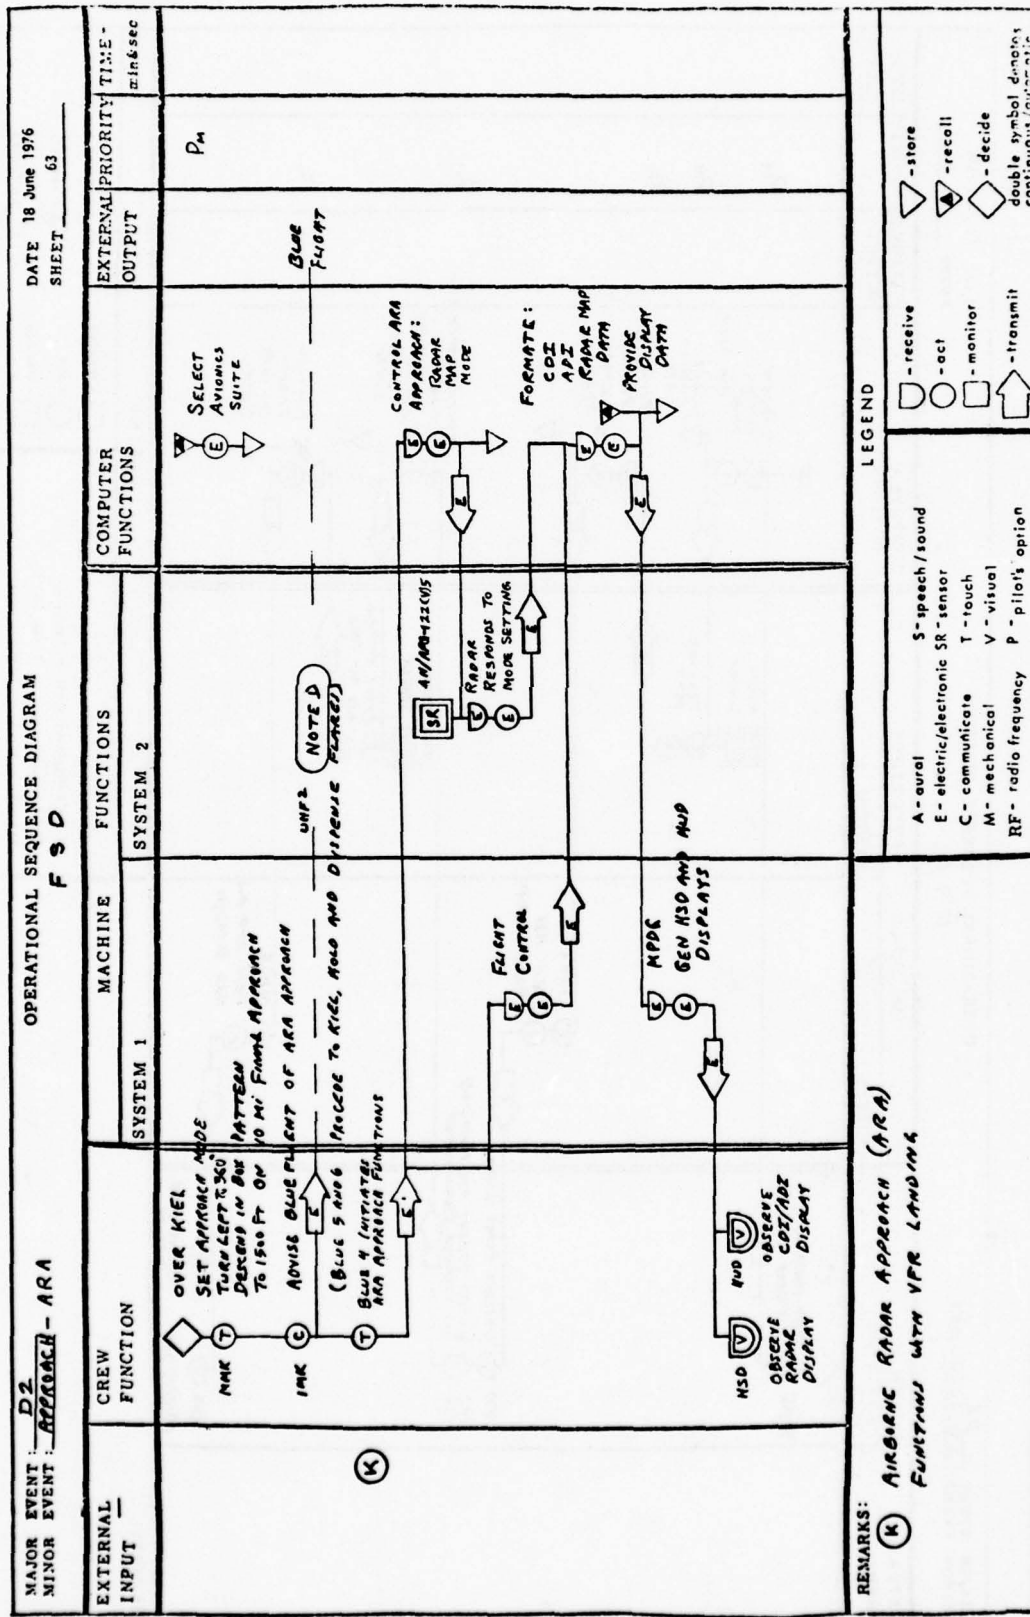 MAJOR EVENT: D2
MINOR EVENT: APPROACH - ARA
OPERATIONAL SEQUENCE DIAGRAM
F S D
DATE 18 June 1976
SHEET 63
EXTERNAL INPUT
CREW FUNCTION
MACHINE FUNCTIONS
SYSTEM 1
SYSTEM 2
COMPUTER FUNCTIONS
EXTERNAL OUTPUT
PRIORITY
TIME -
min & sec
OVER KIEL
SET APPROACH MODE
TURN LEFT TO 360°
DESCEND IN BOX PATTERN
TO 1500 FT ON 10 MI FINAL APPROACH
MMK
T
IMK
C
ADVISE BLUE FLIGHT OF ARA APPROACH
E
UHF2
NOTED
BLUE
FLIGHT
(BLUE 5 AND 6 PROCEDE TO KIEL, HOLD AND DISPENSE FLARES)
T
BLUE 4 INITIATES
ARA APPROACH FUNCTIONS
E
K
SELECT
AVIONICS
SUITE
E
PM
CONTROL ARA
APPROACH:
RADAR
MAP
MODE
E
E
E
SR
AN/APQ-122(V)5
E
E
RADAR
RESPONDS TO
MODE SETTING
E
FLIGHT
CONTROL
E
E
E
FORMATE:
CDI
ADI
RADAR MAP
DATA
E
E
PROVIDE
DISPLAY
DATA
E
MPDG
GEN HSD AND HUD
DISPLAYS
E
E
E
HSD
V
OBSERVE
RADAR
DISPLAY
HUD
V
OBSERVE
CDI/ADI
DISPLAY
REMARKS:
K AIRBORNE RADAR APPROACH (ARA)
FUNCTIONS WITH VFR LANDING
LEGEND
A - aural
E - electric/electronic
C - communicate
M - mechanical
RF - radio frequency
S - speech/sound
SR - sensor
T - touch
V - visual
P - pilot's option
- receive
- act
- monitor
- transmit
- store
- recall
- decide
double symbol denotes
continuous/automatic